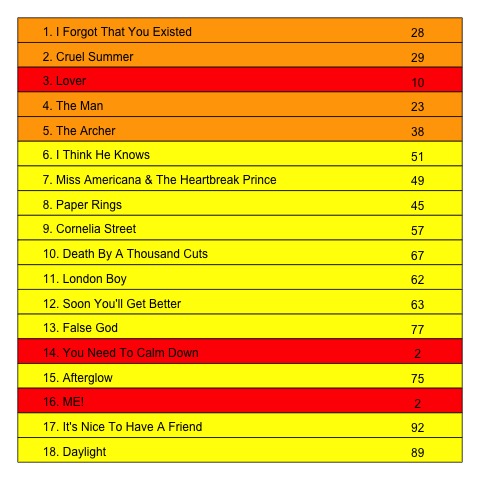 1. I Forgot That You Existed 28
2. Cruel Summer 29
3. Lover 10
4. The Man 23
5. The Archer 38
6. I Think He Knows 51
7. Miss Americana & The Heartbreak Prince 49
8. Paper Rings 45
9. Cornelia Street 57
10. Death By A Thousand Cuts 67
11. London Boy 62
12. Soon You'll Get Better 63
13. False God 77
14. You Need To Calm Down 2
15. Afterglow 75
16. ME! 2
17. It's Nice To Have A Friend 92
18. Daylight 89